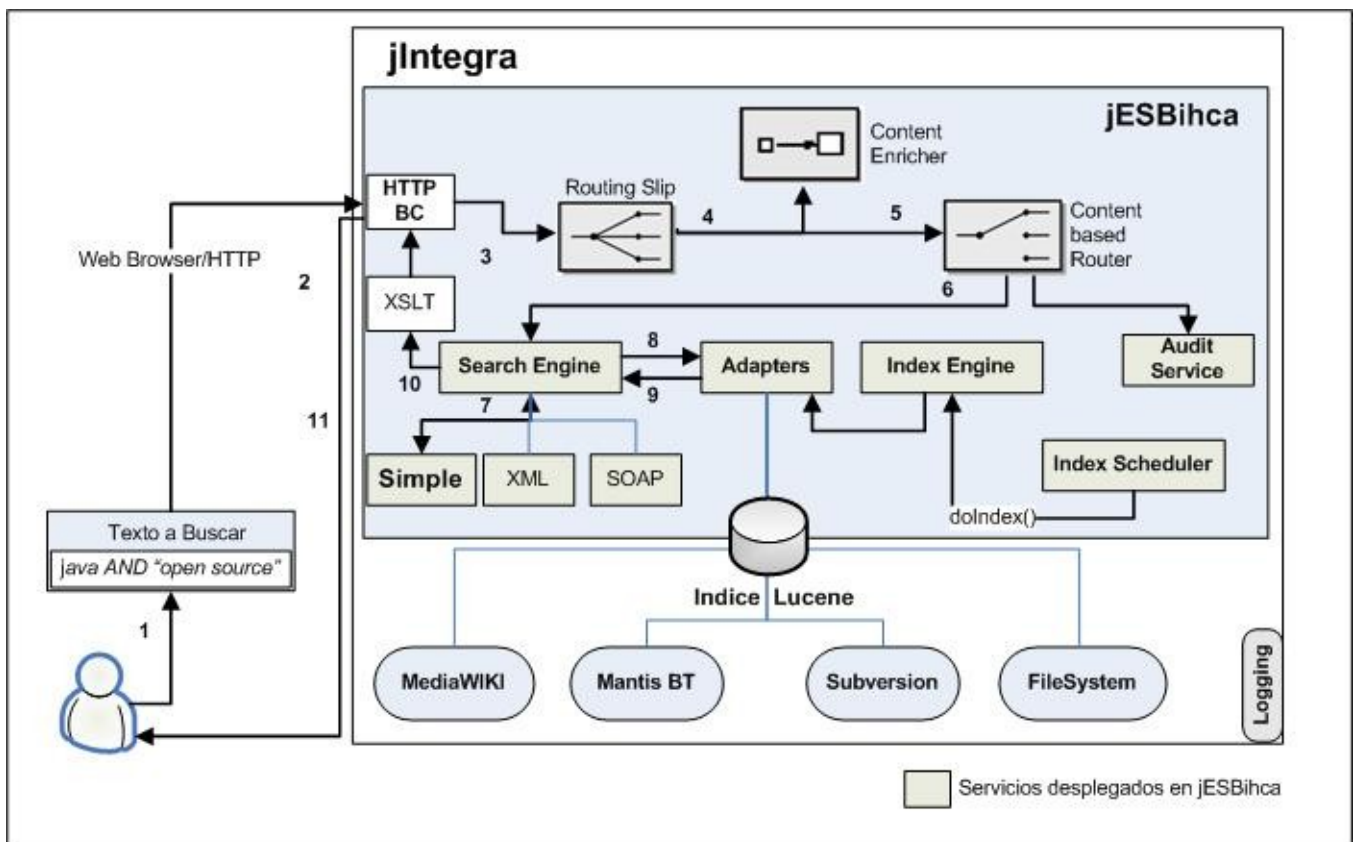 jIntegra
jESBihca
Content
Enricher
HTTP
BC
Routing Slip
4
5
Content
based
Router
3
Web Browser/HTTP
2
XSLT
6
8
Search Engine
Adapters
Index Engine
Audit
Service
10
9
7
11
Simple
XML
SOAP
Index Scheduler
doIndex()
Texto a Buscar
java AND “open source”
Indice Lucene
1
MediaWIKI
Mantis BT
Subversion
FileSystem
Logging
Servicios desplegados en jESBihca